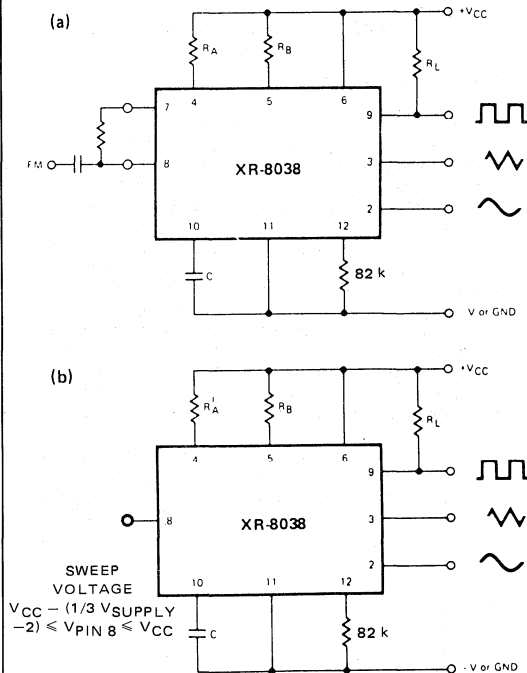 (a)
+VCC
RA
RB
RL
4
5
6
7
9
FM
8
XR-8038
3
2
10
11
12
C
82 k
V or GND
(b)
+VCC
R'A
RB
RL
4
5
6
9
8
XR-8038
3
2
SWEEP
VOLTAGE
VCC – (1/3 VSUPPLY
–2) ≤ VPIN 8 ≤ VCC
10
11
12
C
82 k
- V or GND